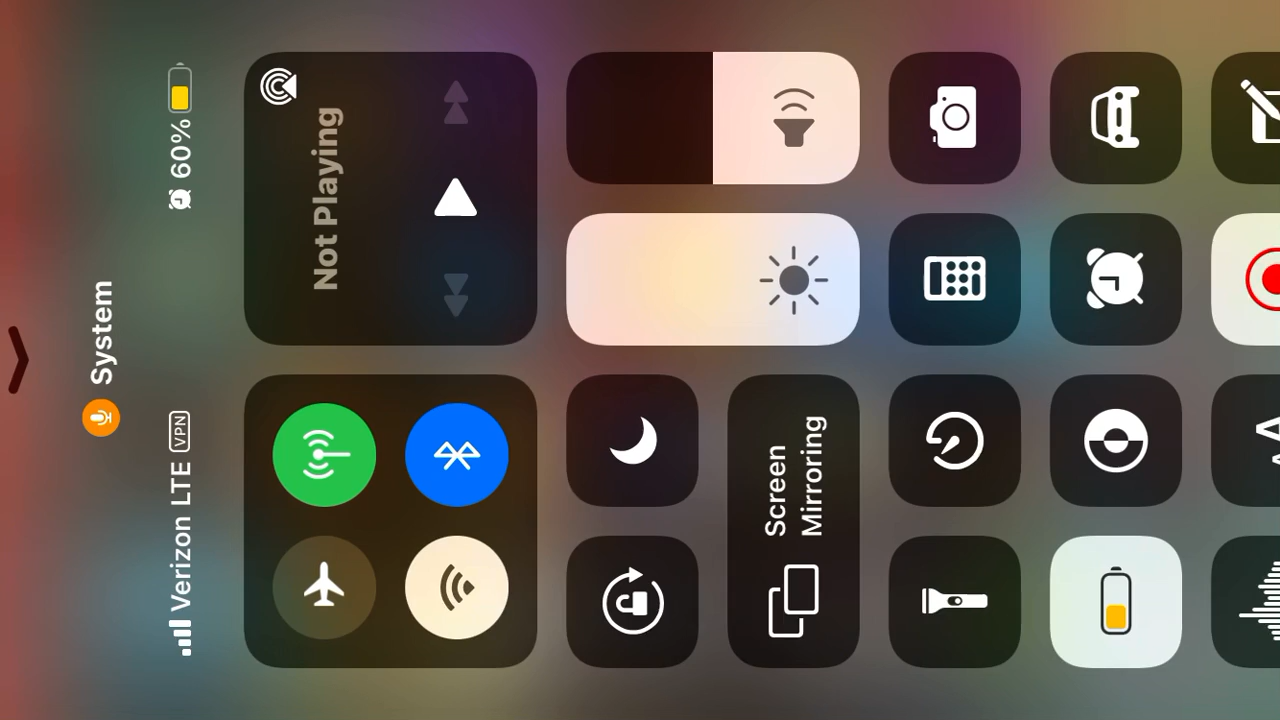 System
Verizon LTE VPN
60%
Not Playing
Screen
Mirroring